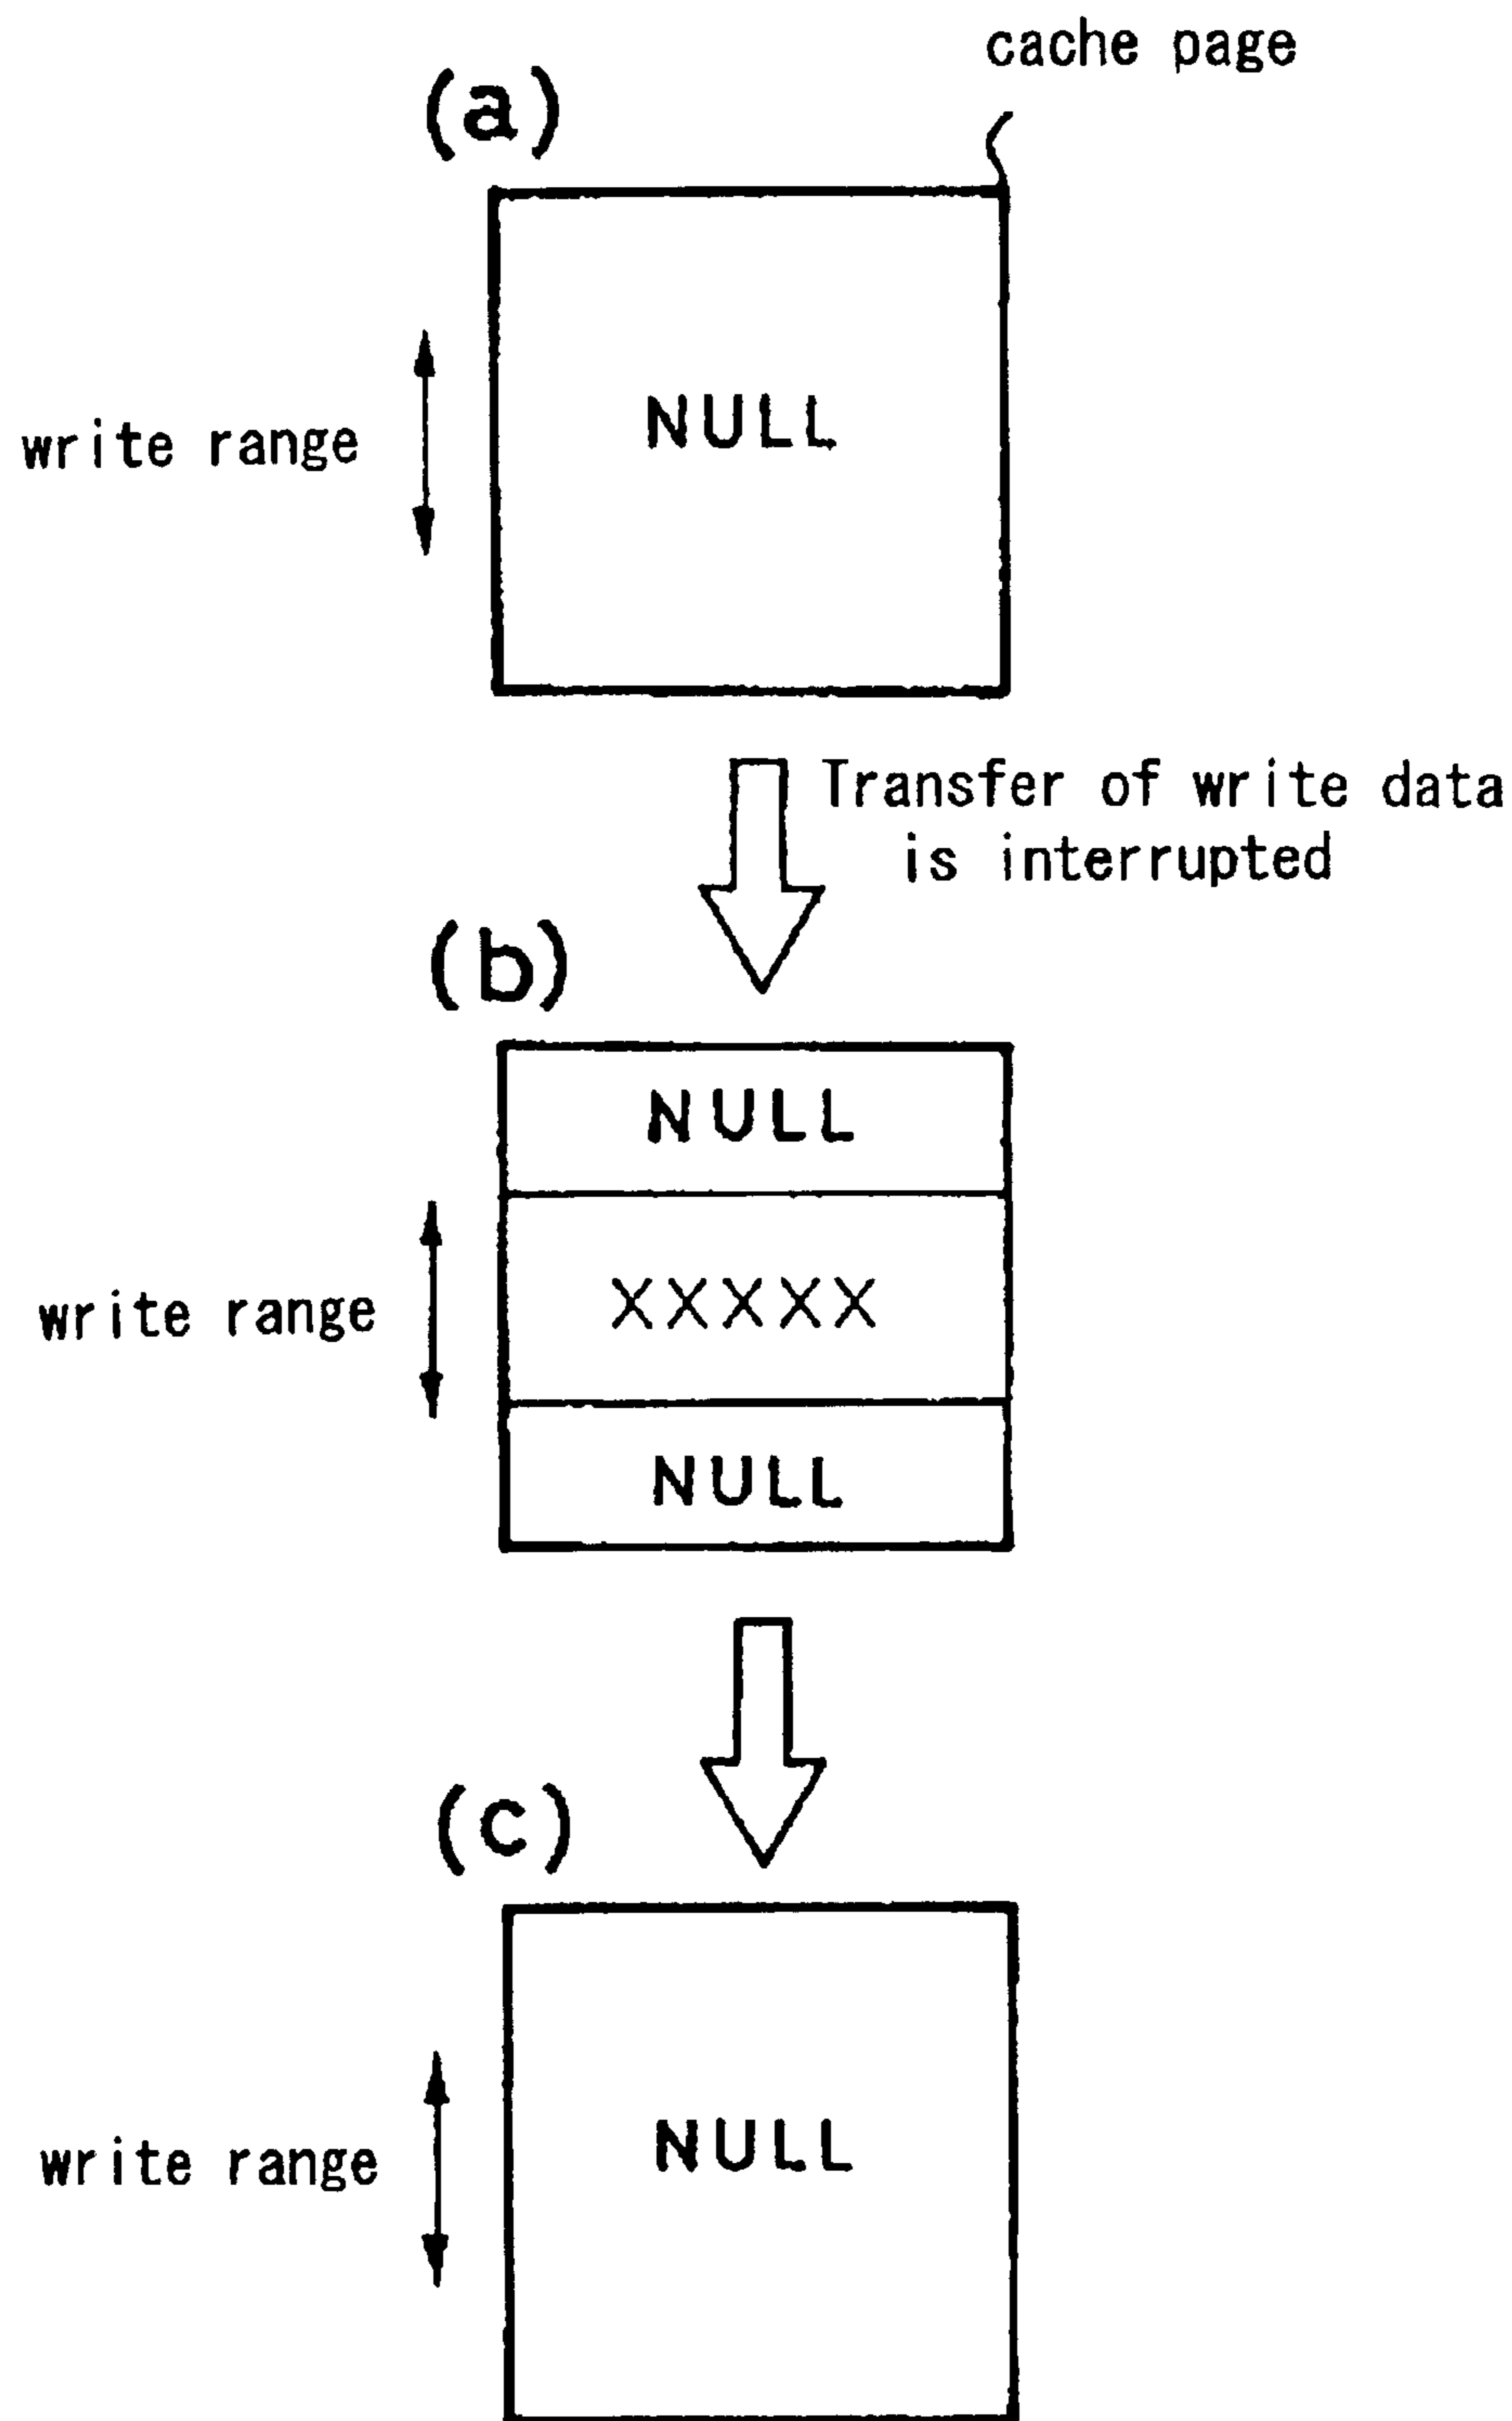 cache page
(a)
NULL
write range
Transfer of write data
is interrupted
(b)
NULL
XXXXX
write range
NULL
(c)
NULL
write range